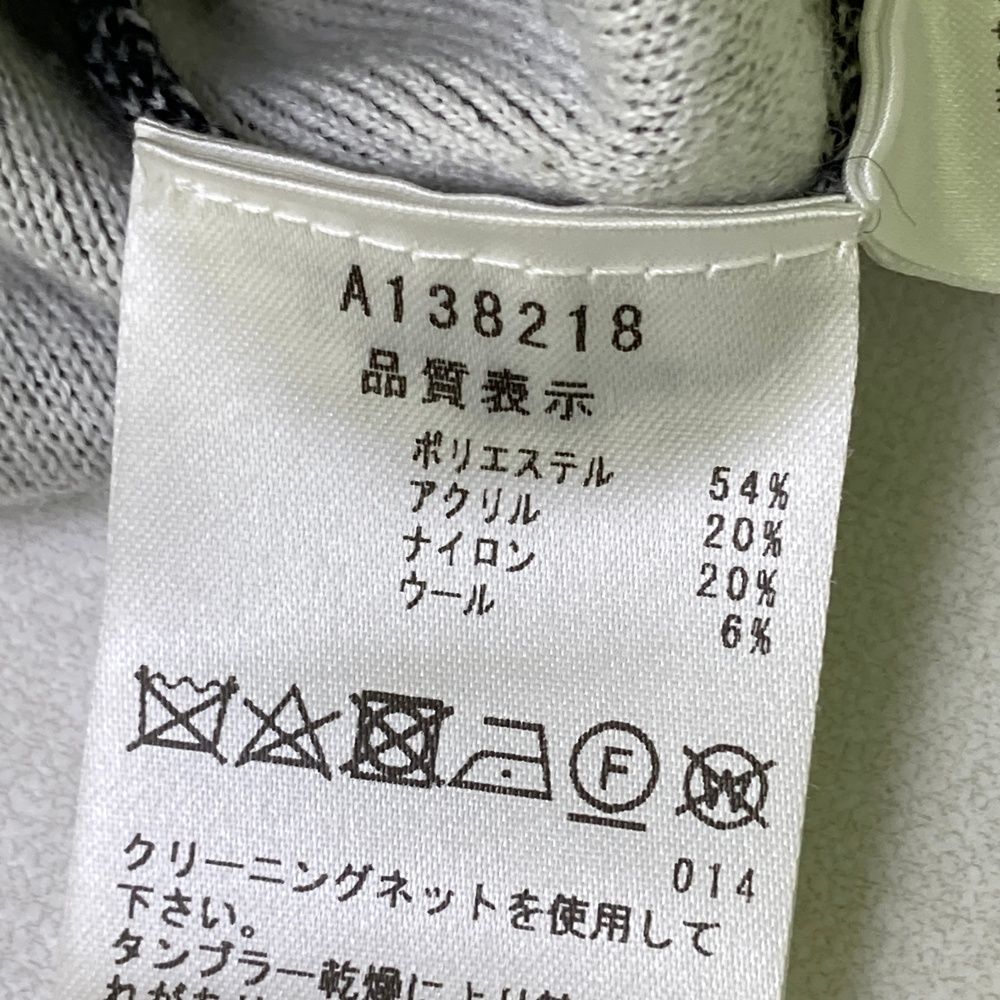 A138218
品質表示
ポリエステル 54%
アクリル 20%
ナイロン 20%
ウール 6%
F W
014
クリーニングネットを使用して
下さい。
タンブラー乾燥により